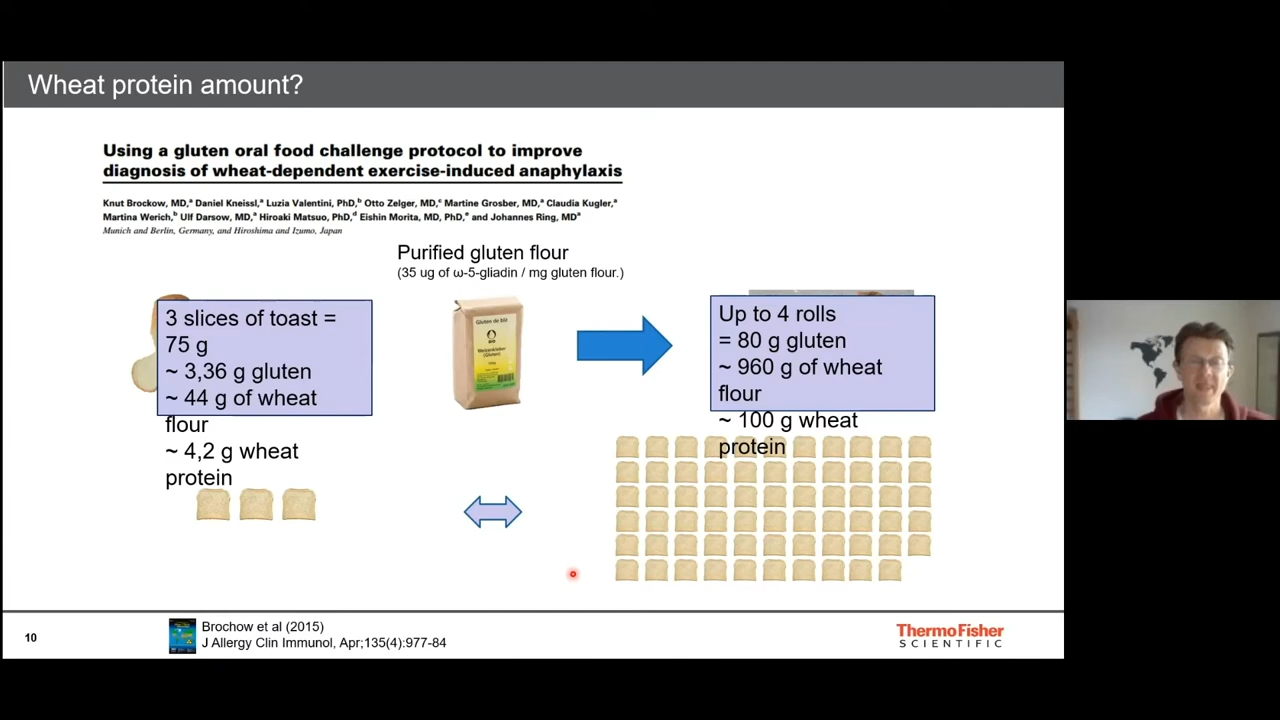 Wheat protein amount?
Using a gluten oral food challenge protocol to improve
diagnosis of wheat-dependent exercise-induced anaphylaxis
Knut Brockow, MD,ᵃ Daniel Kneissl,ᵃ Luzia Valentini, PhD,ᵇ Otto Zelger, MD,ᶜ Martine Grosber, MD,ᵃ Claudia Kugler,ᵃ
Martina Werich,ᵇ Ulf Darsow, MD,ᵃ Hiroaki Matsuo, PhD,ᵈ Eishin Morita, MD, PhD,ᵉ and Johannes Ring, MDᵃ
Munich and Berlin, Germany, and Hiroshima and Izumo, Japan
Purified gluten flour
(35 ug of ω-5-gliadin / mg gluten flour.)
3 slices of toast =
75 g
~ 3,36 g gluten
~ 44 g of wheat
flour
~ 4,2 g wheat
protein
Gluten de blé
Up to 4 rolls
= 80 g gluten
~ 960 g of wheat
flour
~ 100 g wheat
protein
10
Brochow et al (2015)
J Allergy Clin Immunol, Apr;135(4):977-84
ThermoFisher
SCIENTIFIC